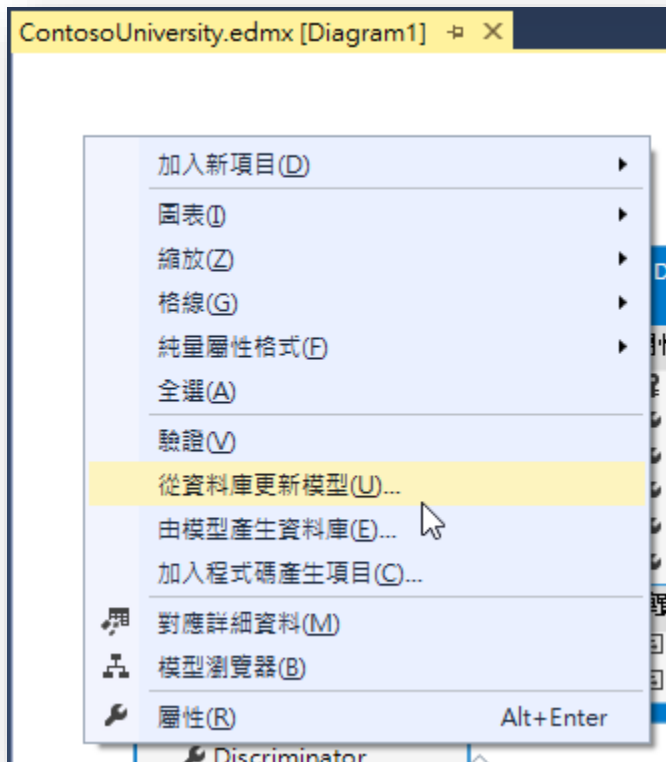 ContosoUniversity.edmx [Diagram1]
加入新項目(D)
圖表(I)
縮放(Z)
格線(G)
純量屬性格式(F)
全選(A)
驗證(V)
從資料庫更新模型(U)...
由模型產生資料庫(E)...
加入程式碼產生項目(C)...
對應詳細資料(M)
模型瀏覽器(B)
屬性(R) Alt+Enter
Discriminator